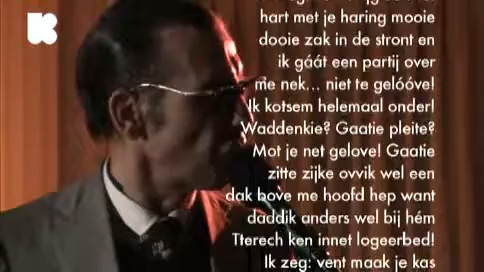 hart met je haring mooie
dooie zak in de stront en
ik gáát een partij over
me nek... niet te gelóóve!
Ik kotsem helemaal onder!
Waddenkie? Gaatie pleite?
Mot je net gelove! Gaatie
zitte zijke ovvik wel een
dak bove me hoofd hep want
daddik anders wel bij hém
Tterech ken innet logeerbed!
Ik zeg: vent maak je kas